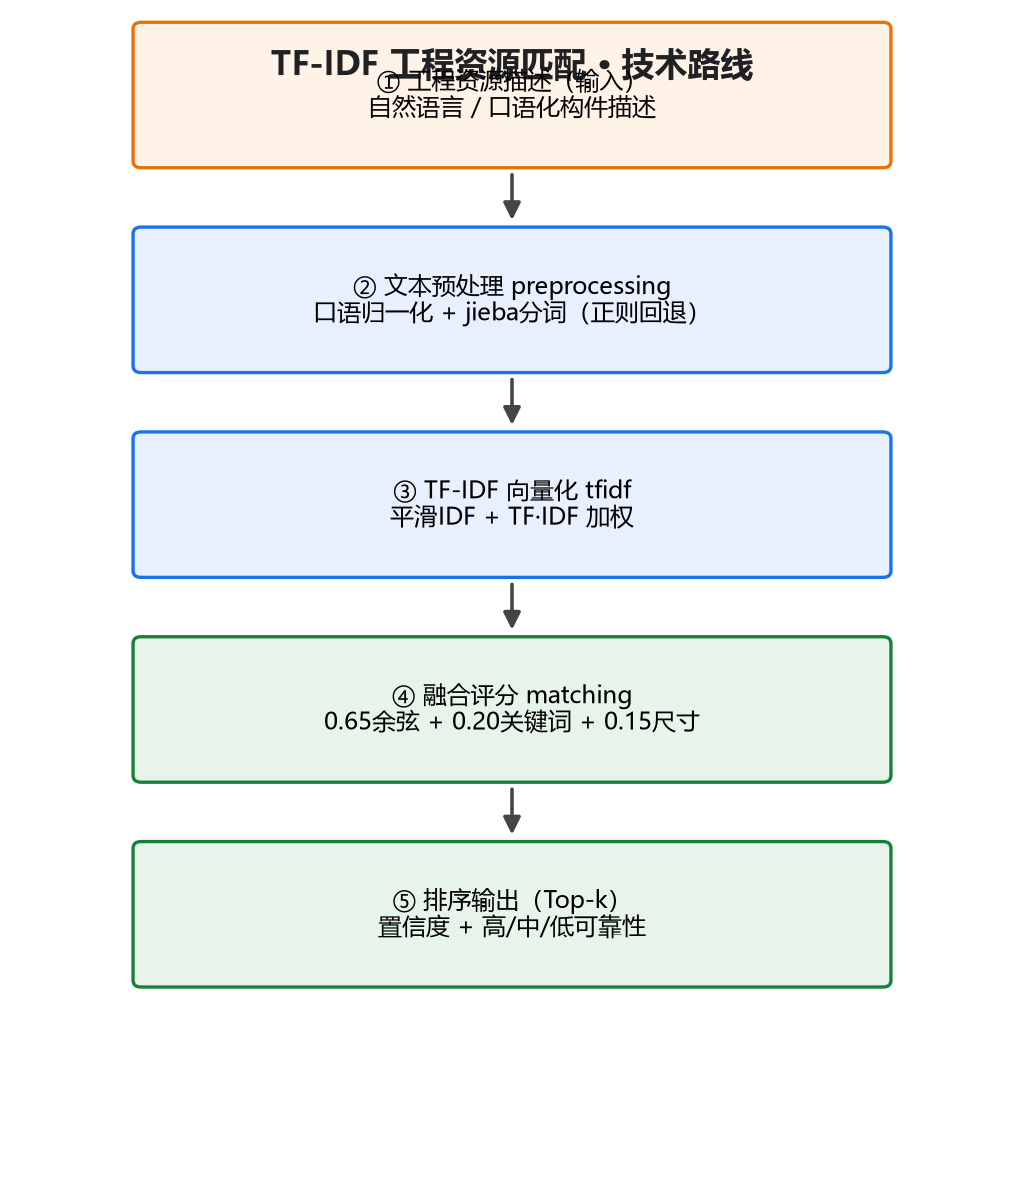 TF-IDF 工程资源匹配 · 技术路线
① 工程资源描述（输入）
自然语言 / 口语化构件描述
② 文本预处理 preprocessing
口语归一化 + jieba分词（正则回退）
③ TF-IDF 向量化 tfidf
平滑IDF + TF·IDF 加权
④ 融合评分 matching
0.65余弦 + 0.20关键词 + 0.15尺寸
⑤ 排序输出（Top-k）
置信度 + 高/中/低可靠性